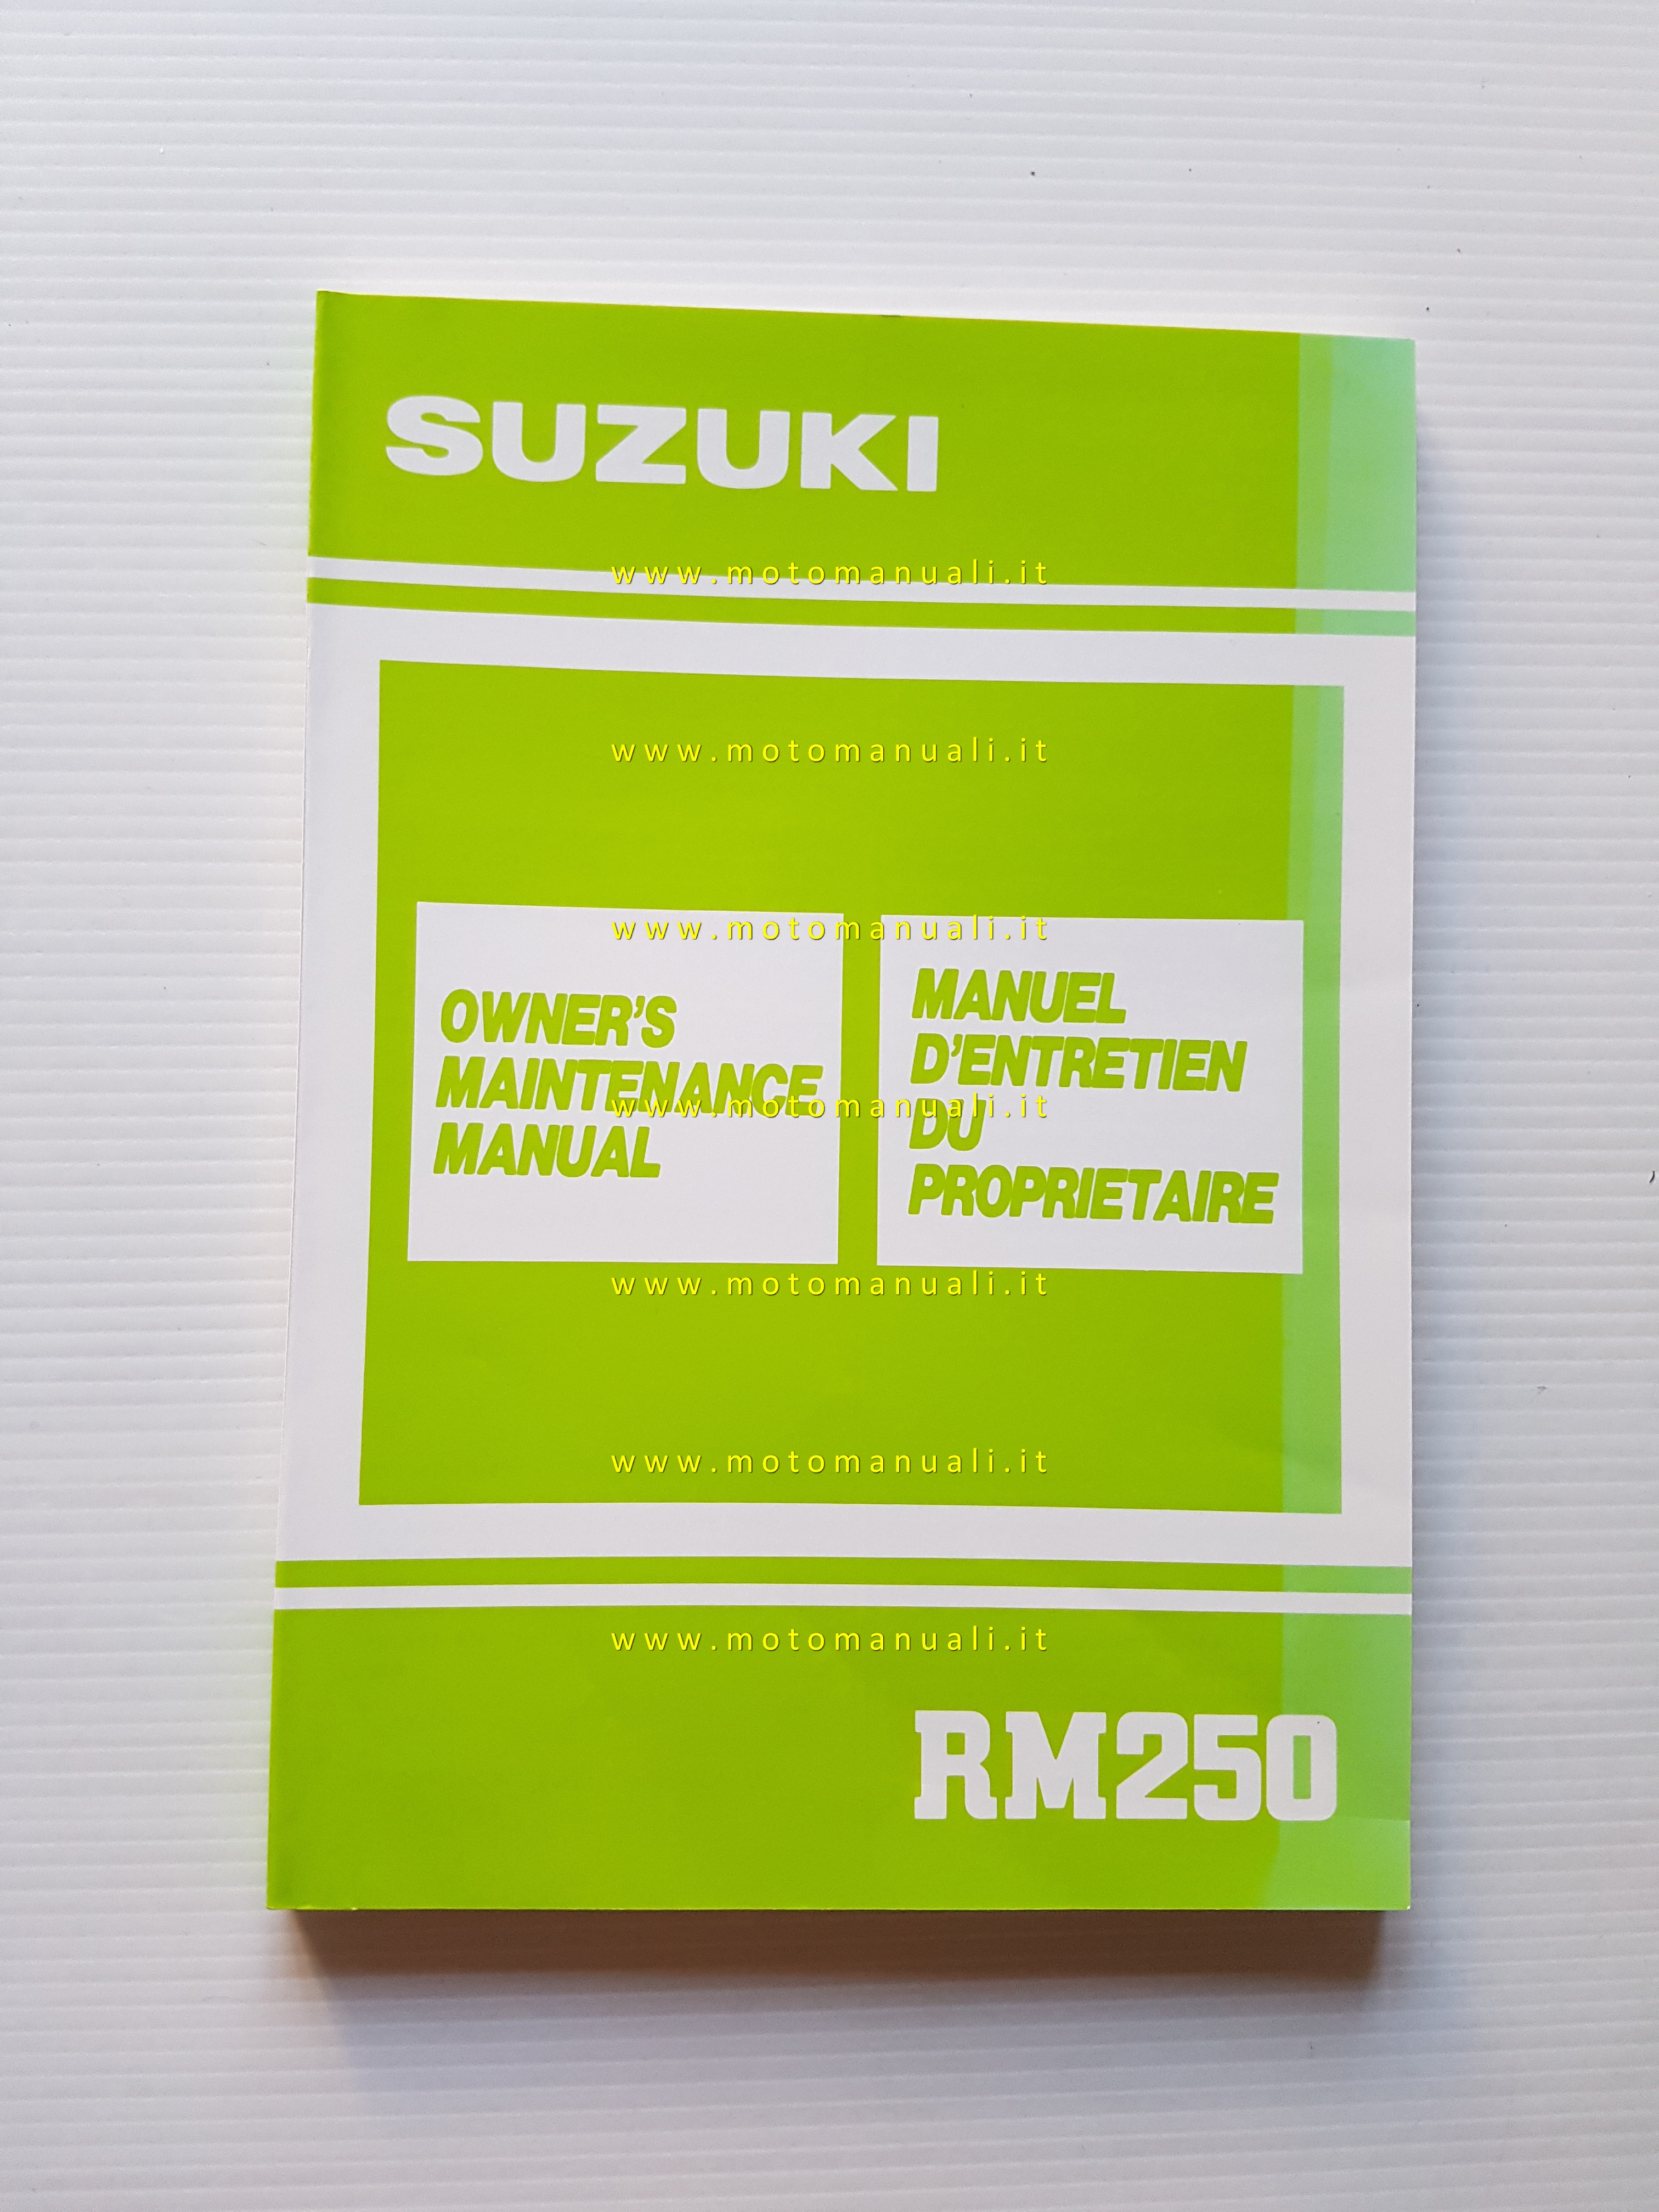 SUZUKI
www.motomanuali.it
www.motomanuali.it
www.motomanuali.it
OWNER'S
MAINTENANCE
MANUAL
MANUEL
D'ENTRETIEN
DU
PROPRIETAIRE
www.motomanuali.it
www.motomanuali.it
www.motomanuali.it
www.motomanuali.it
RM250